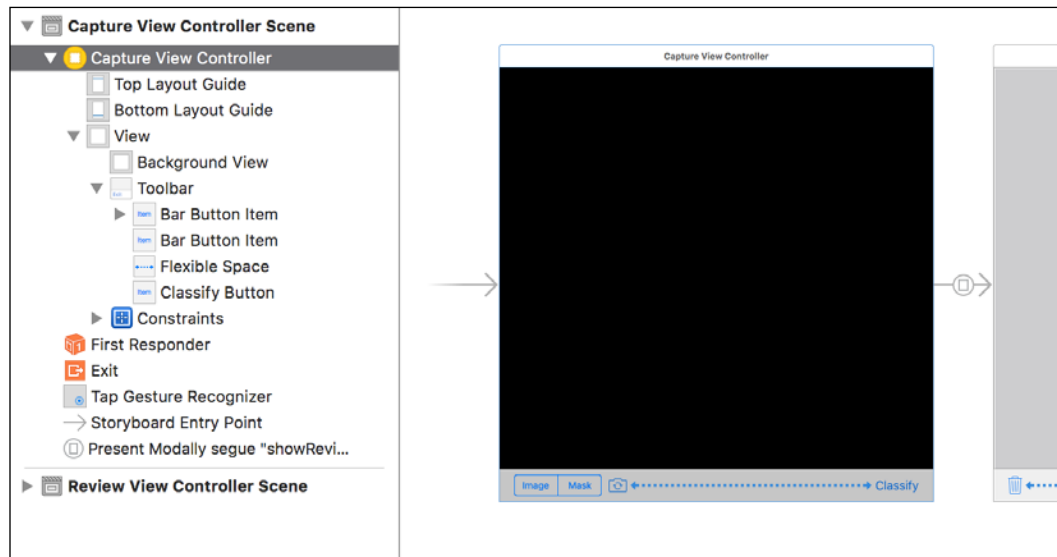 Capture View Controller Scene
Capture View Controller
Top Layout Guide
Bottom Layout Guide
View
Background View
Toolbar
Bar Button Item
Bar Button Item
Flexible Space
Classify Button
Constraints
First Responder
Exit
Tap Gesture Recognizer
Storyboard Entry Point
Present Modally segue "showRevi...
Review View Controller Scene
Capture View Controller
Image Mask Classify